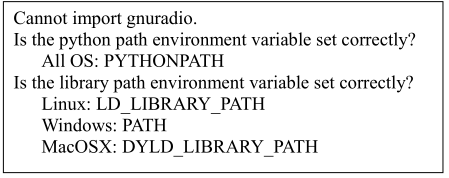 Cannot import gnuradio.
Is the python path environment variable set correctly?
All OS: PYTHONPATH
Is the library path environment variable set correctly?
Linux: LD_LIBRARY_PATH
Windows: PATH
MacOSX: DYLD_LIBRARY_PATH